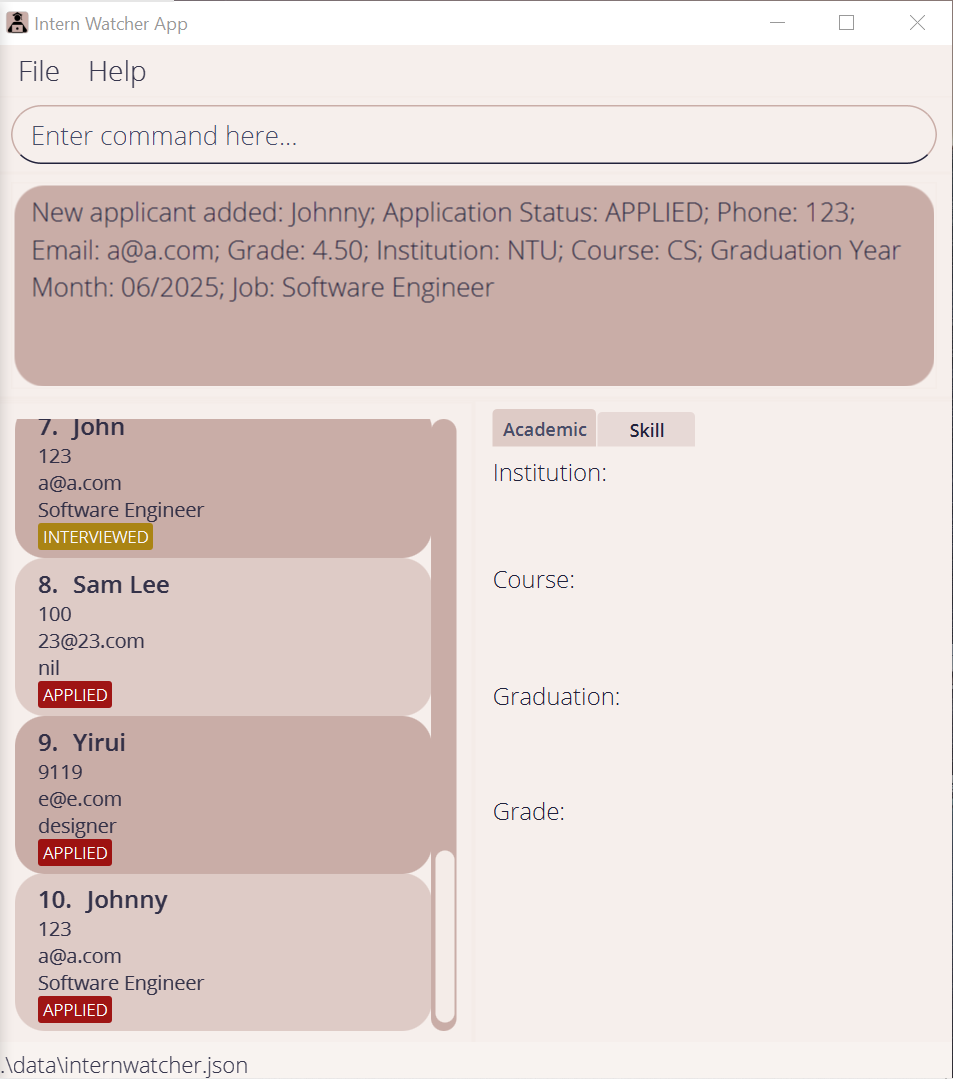 Intern Watcher App
File Help
Enter command here...
New applicant added: Johnny; Application Status: APPLIED; Phone: 123;
Email: a@a.com; Grade: 4.50; Institution: NTU; Course: CS; Graduation Year
Month: 06/2025; Job: Software Engineer
7. John
123
a@a.com
Software Engineer
INTERVIEWED
8. Sam Lee
100
23@23.com
nil
APPLIED
9. Yirui
9119
e@e.com
designer
APPLIED
10. Johnny
123
a@a.com
Software Engineer
APPLIED
Academic Skill
Institution:
Course:
Graduation:
Grade:
.\data\internwatcher.json